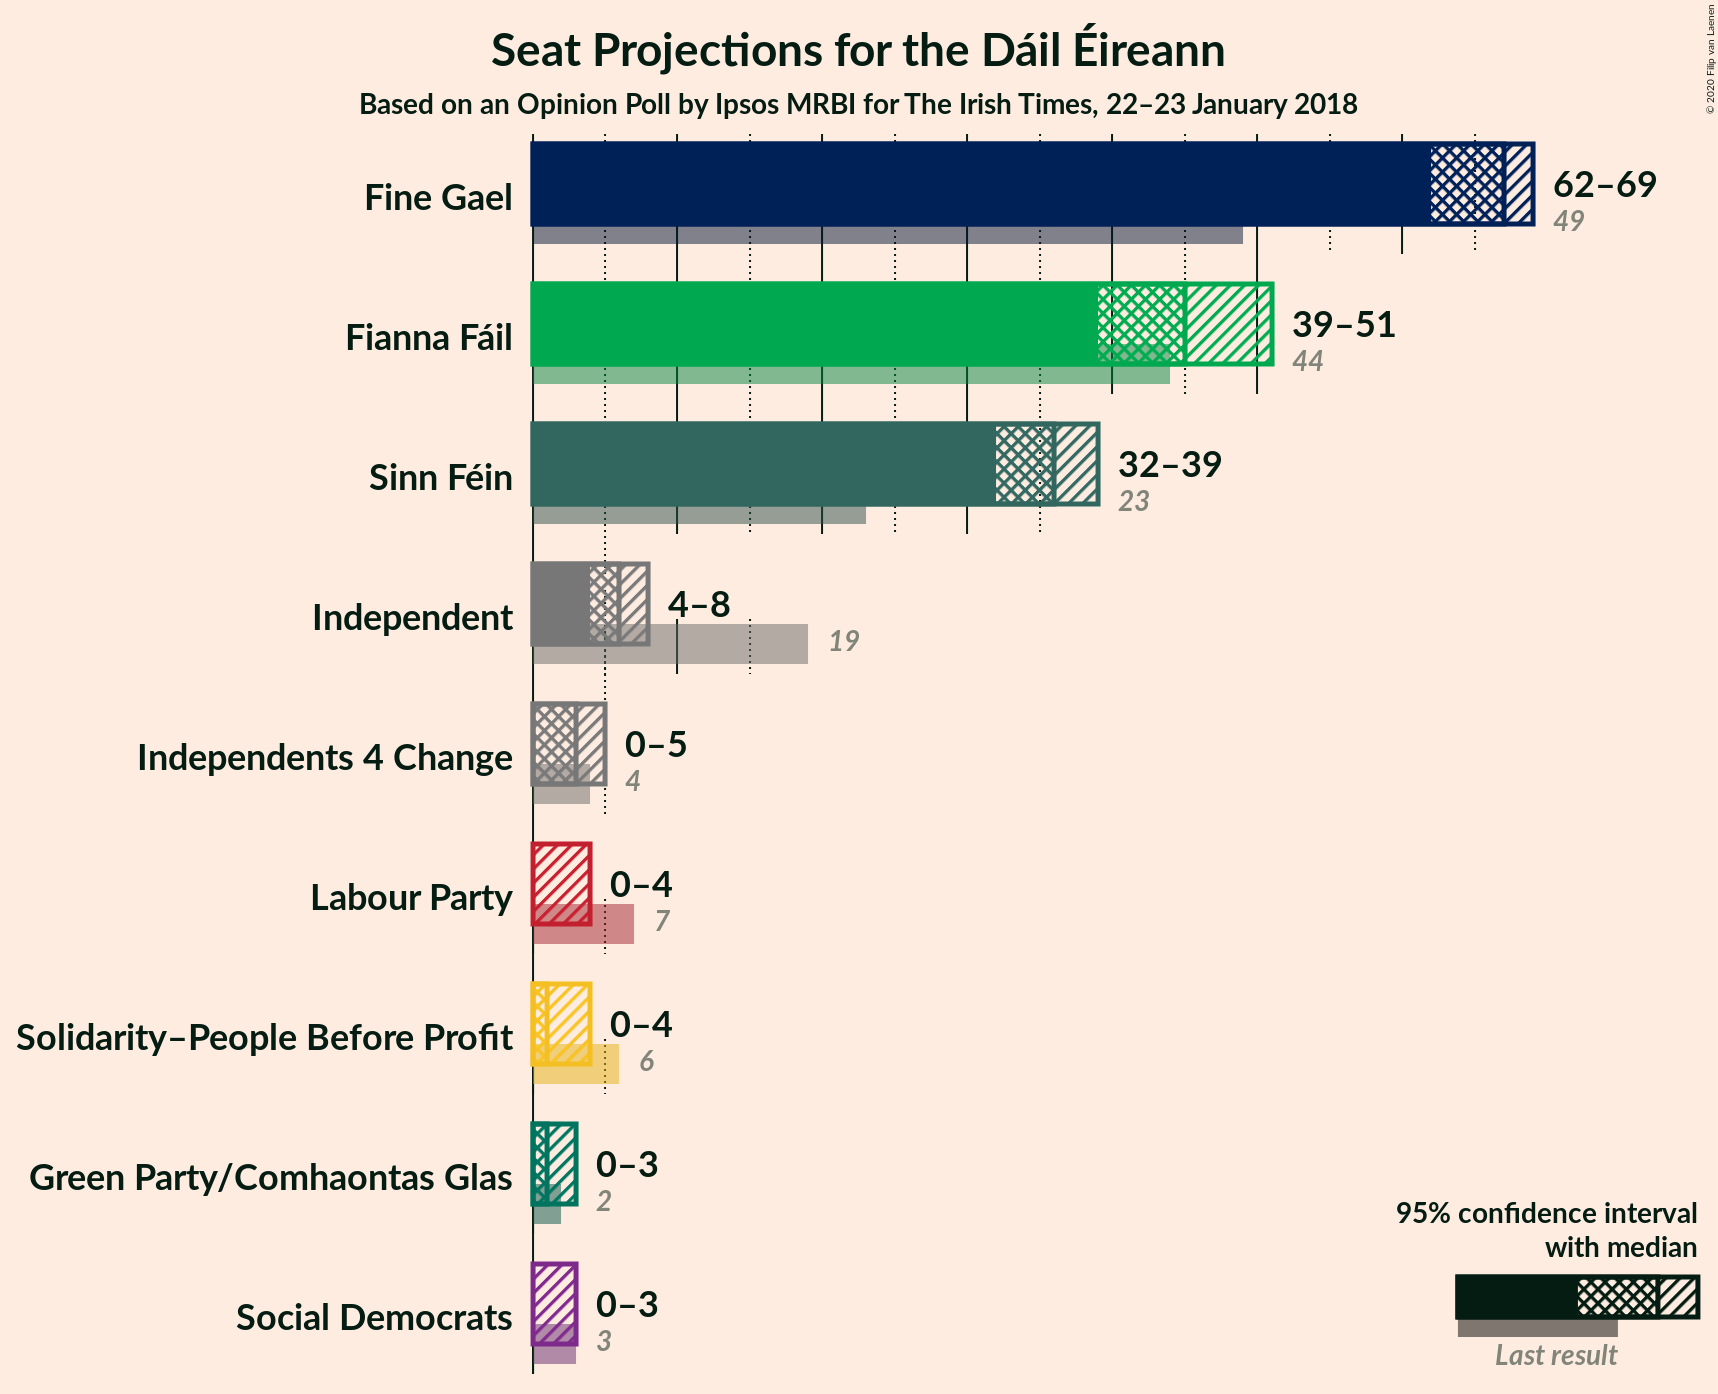 Seat Projections for the Dáil Éireann
Based on an Opinion Poll by Ipsos MRBI for The Irish Times, 22–23 January 2018
© 2020 Filip van Laenen
Fine Gael
62–69
49
Fianna Fáil
39–51
44
Sinn Féin
32–39
23
Independent
4–8
19
Independents 4 Change
0–5
4
Labour Party
0–4
7
Solidarity–People Before Profit
0–4
6
Green Party/Comhaontas Glas
0–3
2
Social Democrats
0–3
3
95% confidence interval
with median
Last result